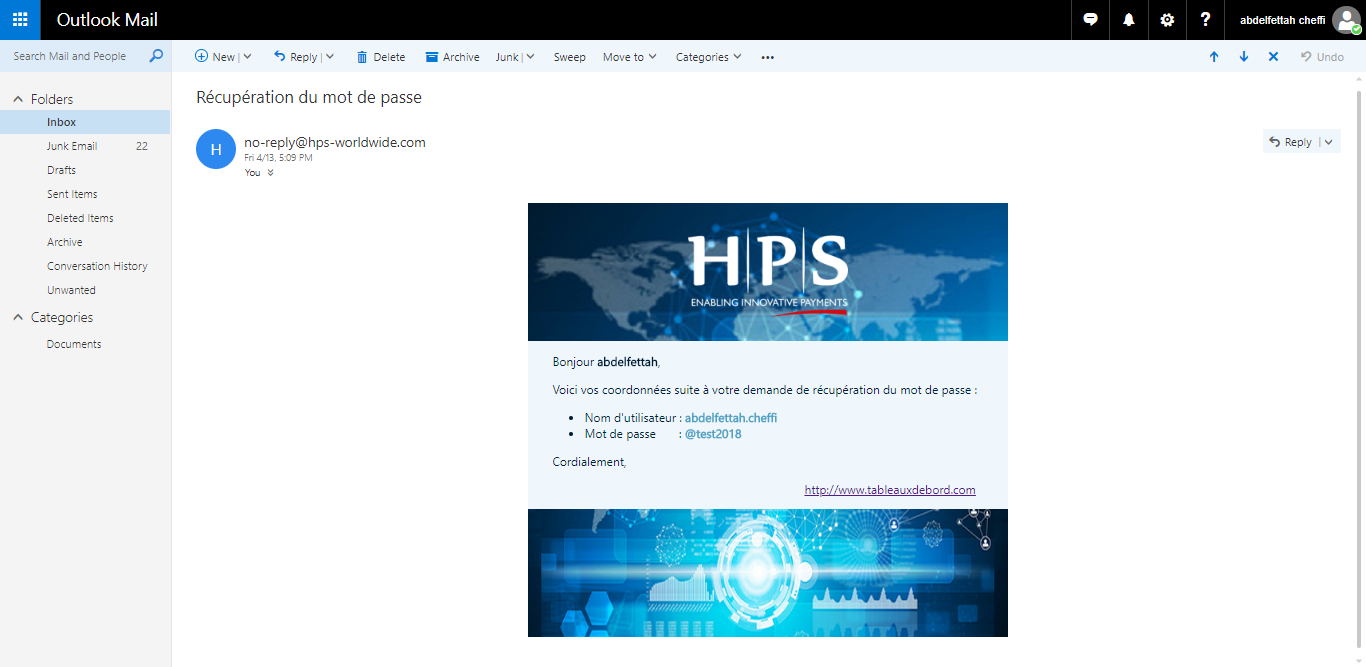 Outlook Mail
abdelfettah cheffi
Search Mail and People
New
Reply
Delete
Archive
Junk
Sweep
Move to
Categories
Undo
Folders
Inbox
Junk Email 22
Drafts
Sent Items
Deleted Items
Archive
Conversation History
Unwanted
Categories
Documents
Récupération du mot de passe
H
no-reply@hps-worldwide.com
Fri 4/13, 5:09 PM
You
Reply
HPS
ENABLING INNOVATIVE PAYMENTS
Bonjour abdelfettah,
Voici vos coordonnées suite à votre demande de récupération du mot de passe :
• Nom d'utilisateur : abdelfettah.cheffi
• Mot de passe : @test2018
Cordialement,
http://www.tableauxdebord.com